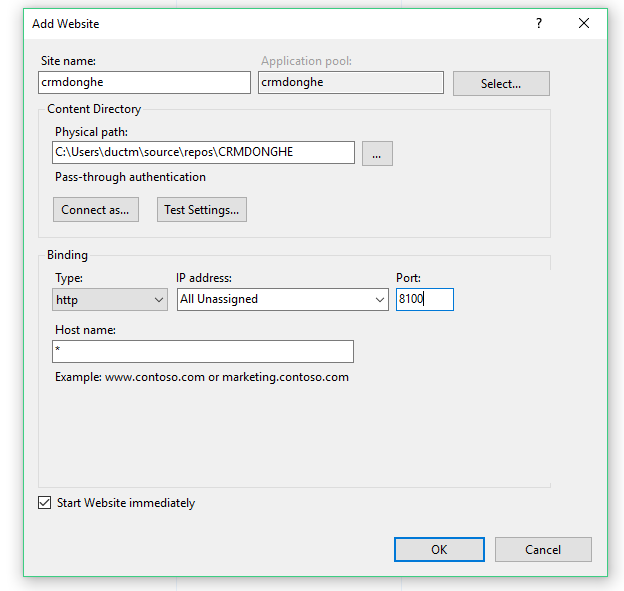 Add Website ?
Site name: Application pool:
crmdonghe crmdonghe Select...
Content Directory
Physical path:
C:\Users\ductm\source\repos\CRMDONGHE ...
Pass-through authentication
Connect as... Test Settings...
Binding
Type: IP address: Port:
http All Unassigned 8100
Host name:
*
Example: www.contoso.com or marketing.contoso.com
Start Website immediately
OK Cancel